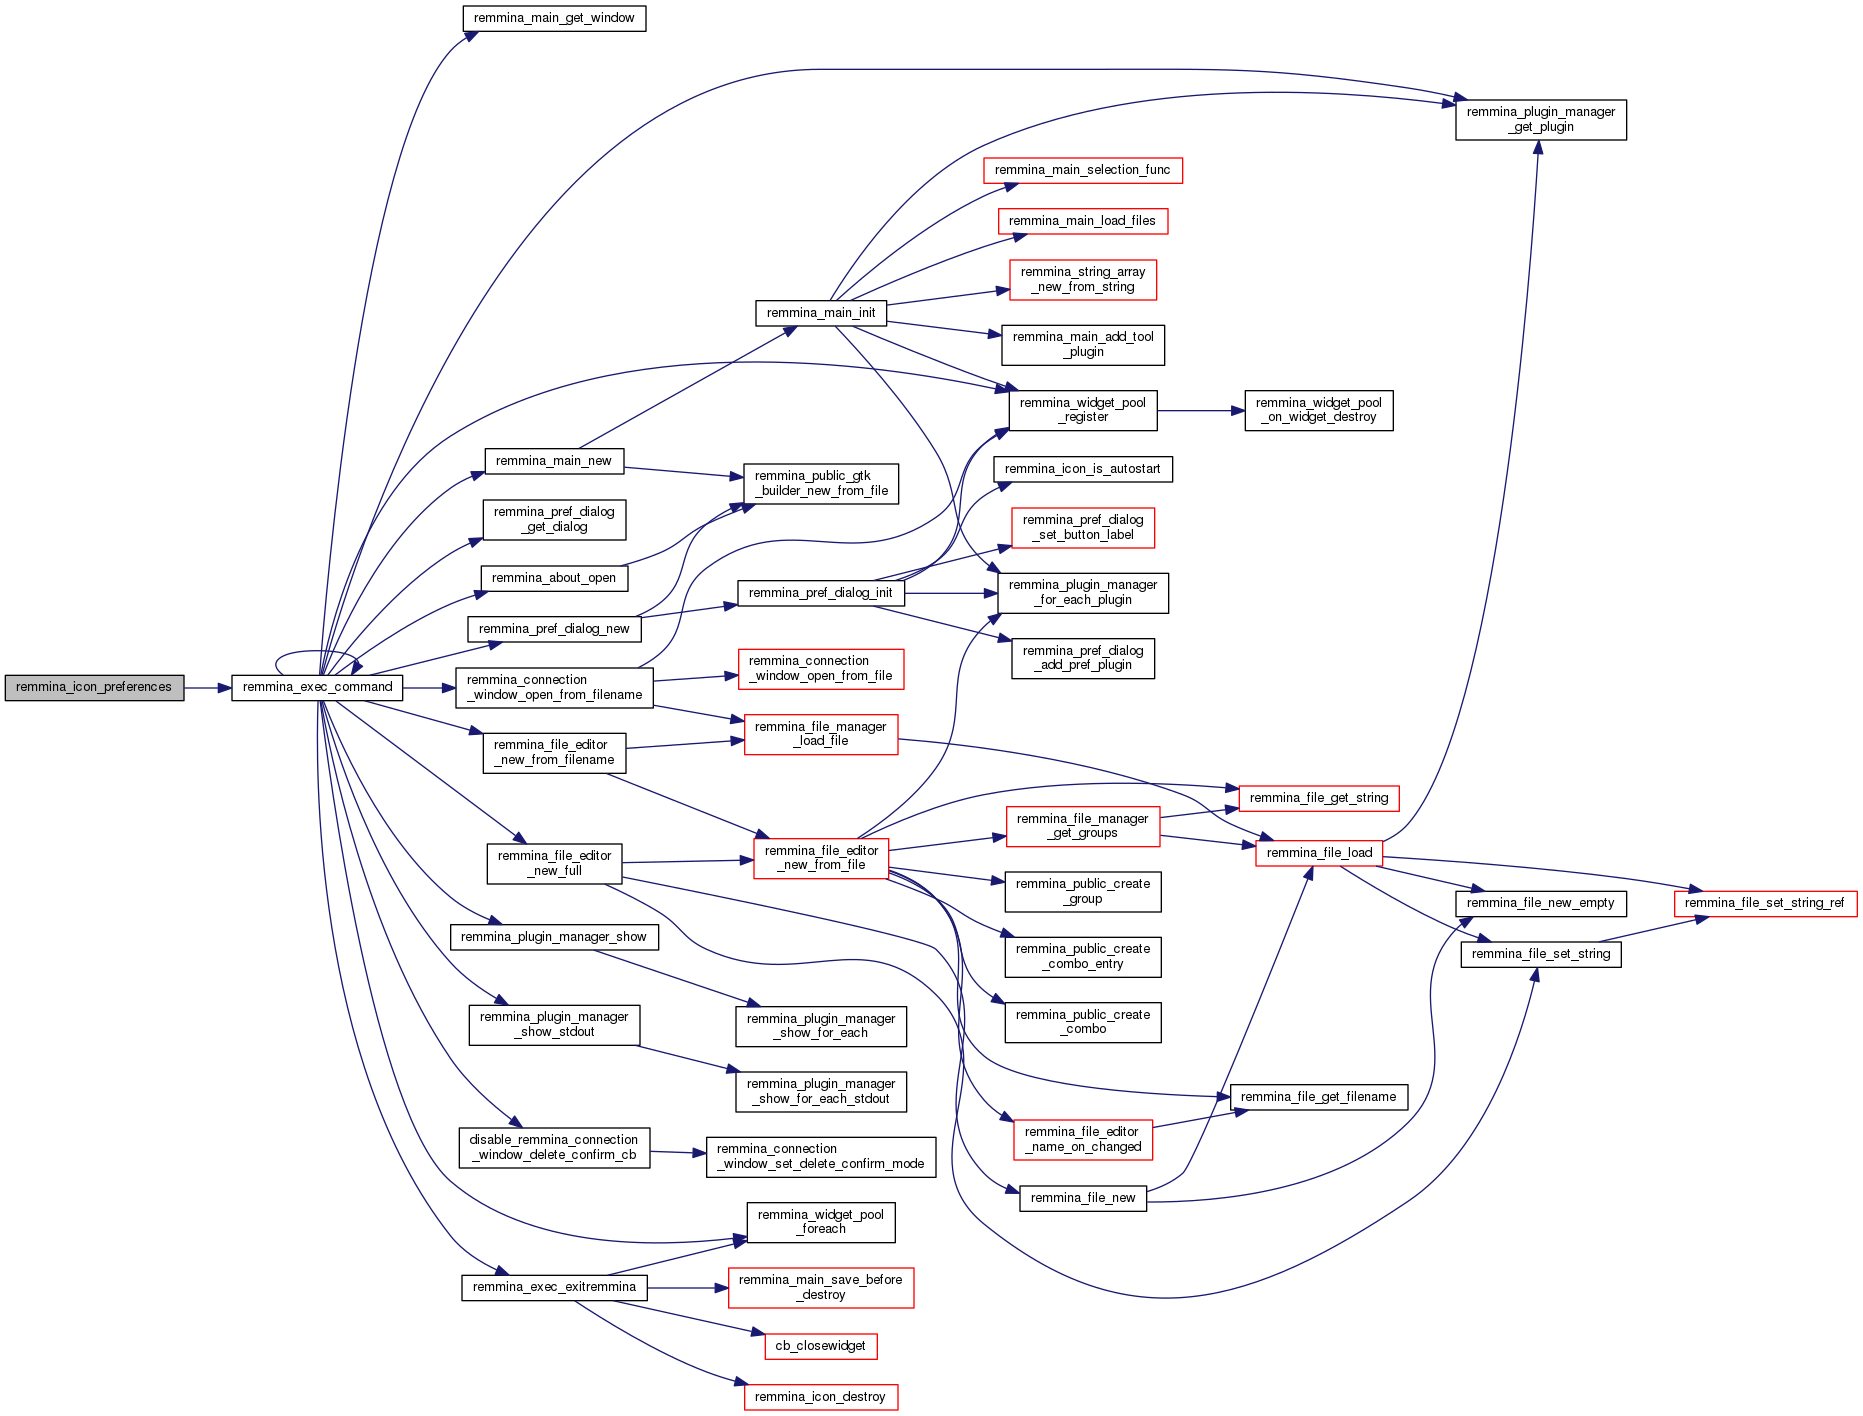 remmina_icon_preferences
remmina_exec_command
remmina_main_get_window
remmina_main_new
remmina_pref_dialog
_get_dialog
remmina_about_open
remmina_pref_dialog_new
remmina_connection
_window_open_from_filename
remmina_file_editor
_new_from_filename
remmina_file_editor
_new_full
remmina_plugin_manager_show
remmina_plugin_manager
_show_stdout
disable_remmina_connection
_window_delete_confirm_cb
remmina_exec_exitremmina
remmina_main_init
remmina_public_gtk
_builder_new_from_file
remmina_pref_dialog_init
remmina_connection
_window_open_from_file
remmina_file_manager
_load_file
remmina_file_editor
_new_from_file
remmina_plugin_manager
_show_for_each
remmina_plugin_manager
_show_for_each_stdout
remmina_connection
_window_set_delete_confirm_mode
remmina_widget_pool
_foreach
remmina_main_save_before
_destroy
cb_closewidget
remmina_icon_destroy
remmina_main_selection_func
remmina_main_load_files
remmina_string_array
_new_from_string
remmina_main_add_tool
_plugin
remmina_widget_pool
_register
remmina_icon_is_autostart
remmina_pref_dialog
_set_button_label
remmina_plugin_manager
_for_each_plugin
remmina_pref_dialog
_add_pref_plugin
remmina_file_manager
_get_groups
remmina_public_create
_group
remmina_public_create
_combo_entry
remmina_public_create
_combo
remmina_file_editor
_name_on_changed
remmina_file_new
remmina_widget_pool
_on_widget_destroy
remmina_file_get_string
remmina_file_load
remmina_file_get_filename
remmina_plugin_manager
_get_plugin
remmina_file_new_empty
remmina_file_set_string
remmina_file_set_string_ref